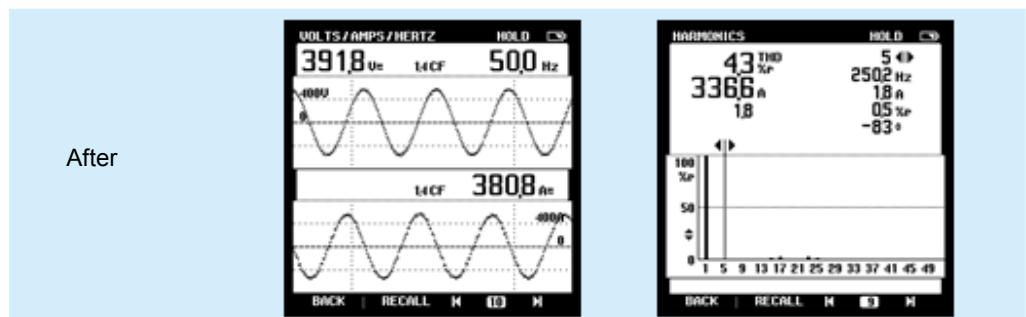 After
VOLTS/AMPS/HERTZ HOLD
391,8 V≂ 1,4 CF 50,0 Hz
400V
0
1,4 CF 380,8 A≂
400A
0
BACK RECALL 10
HARMONICS HOLD
4,3 THD %r
336,6 A
1,8
5
250,2 Hz
1,8 A
0,5 %r
-83°
100
%r
50
0
1 5 9 13 17 21 25 29 33 37 41 45 49
BACK RECALL 9